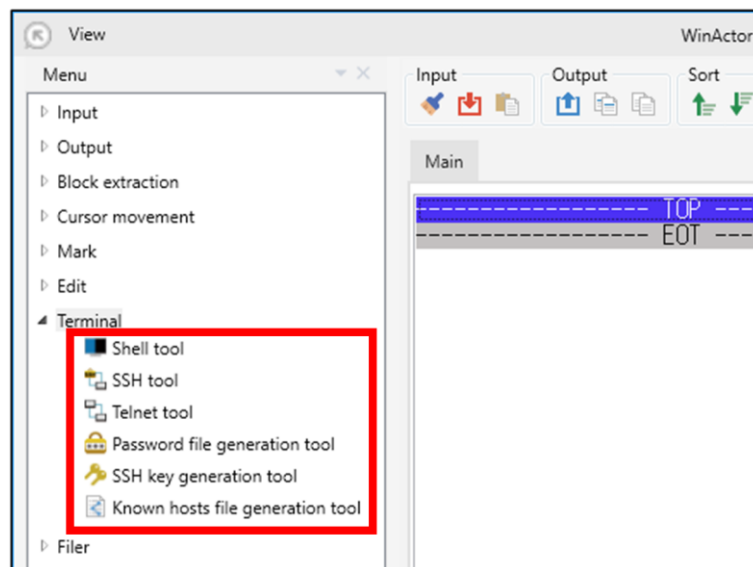 View
WinActor
Menu
Input
Output
Block extraction
Cursor movement
Mark
Edit
Terminal
Shell tool
SSH tool
Telnet tool
Password file generation tool
SSH key generation tool
Known hosts file generation tool
Filer
Input
Output
Sort
Main
------------------ TOP ---
------------------ EOT ---